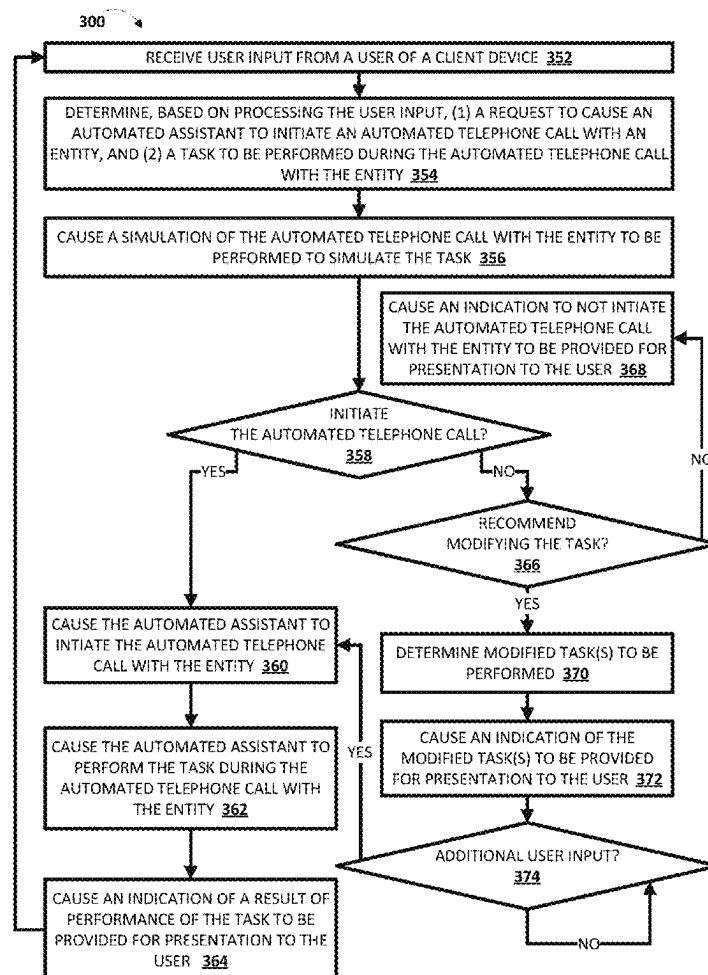 300
RECEIVE USER INPUT FROM A USER OF A CLIENT DEVICE 352
DETERMINE, BASED ON PROCESSING THE USER INPUT, (1) A REQUEST TO CAUSE AN
AUTOMATED ASSISTANT TO INITIATE AN AUTOMATED TELEPHONE CALL WITH AN
ENTITY, AND (2) A TASK TO BE PERFORMED DURING THE AUTOMATED TELEPHONE CALL
WITH THE ENTITY 354
CAUSE A SIMULATION OF THE AUTOMATED TELEPHONE CALL WITH THE ENTITY TO BE
PERFORMED TO SIMULATE THE TASK 356
CAUSE AN INDICATION TO NOT INTIATE
THE AUTOMATED TELEPHONE CALL
WITH THE ENTITY TO BE PROVIDED FOR
PRESENTATION TO THE USER 368
INITIATE
THE AUTOMATED TELEPHONE CALL?
358
YES
NO
NO
RECOMMEND
MODIFYING THE TASK?
366
YES
CAUSE THE AUTOMATED ASSISTANT TO
INTIATE THE AUTOMATED TELEPHONE
CALL WITH THE ENTITY 360
DETERMINE MODIFIED TASK(S) TO BE
PERFORMED 370
CAUSE THE AUTOMATED ASSISTANT TO
PERFORM THE TASK DURING THE
AUTOMATED TELEPHONE CALL WITH
THE ENTITY 362
YES
CAUSE AN INDICATION OF THE
MODIFIED TASK(S) TO BE PROVIDED
FOR PRESENTATION TO THE USER 372
ADDITIONAL USER INPUT?
374
NO
CAUSE AN INDICATION OF A RESULT OF
PERFORMANCE OF THE TASK TO BE
PROVIDED FOR PRESENTATION TO THE
USER 364